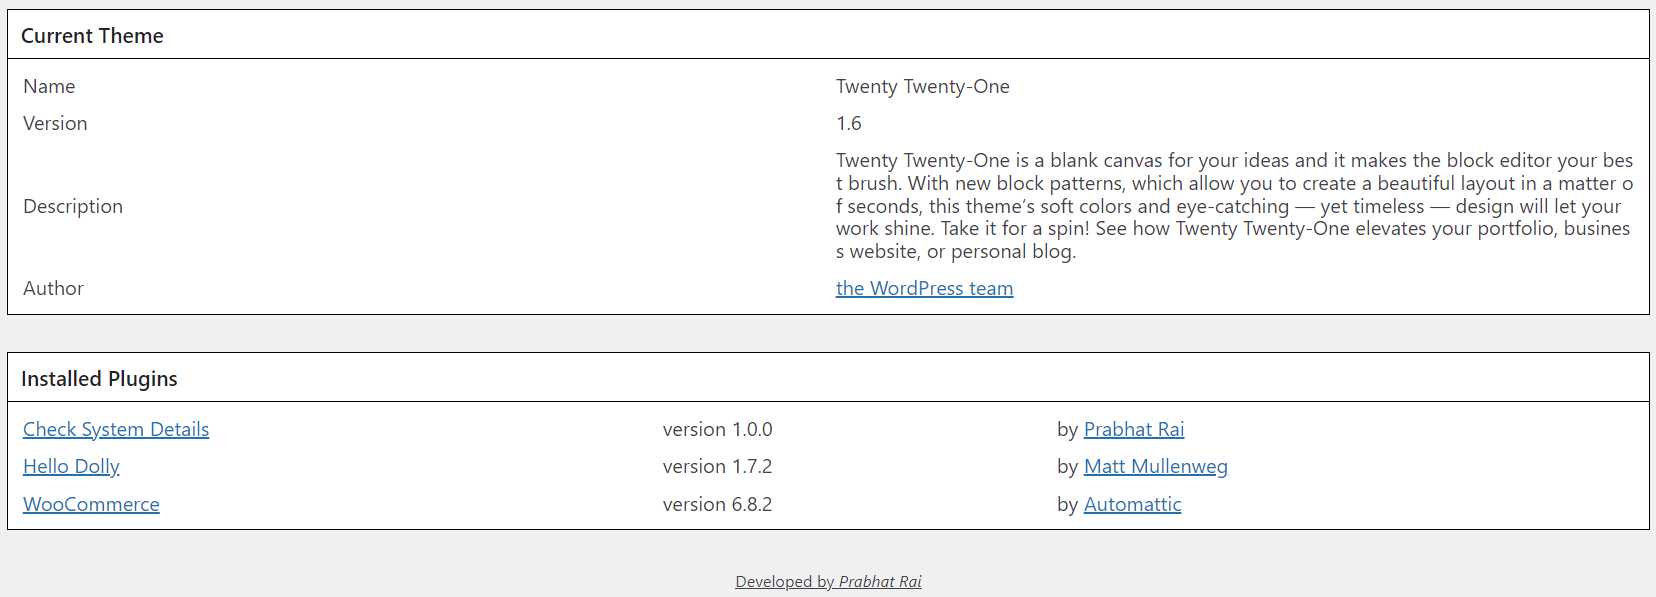 Current Theme
Name Twenty Twenty-One
Version 1.6
Description
Twenty Twenty-One is a blank canvas for your ideas and it makes the block editor your bes
t brush. With new block patterns, which allow you to create a beautiful layout in a matter o
f seconds, this theme’s soft colors and eye-catching — yet timeless — design will let your
work shine. Take it for a spin! See how Twenty Twenty-One elevates your portfolio, busines
s website, or personal blog.
Author the WordPress team
Installed Plugins
Check System Details version 1.0.0 by Prabhat Rai
Hello Dolly version 1.7.2 by Matt Mullenweg
WooCommerce version 6.8.2 by Automattic
Developed by Prabhat Rai